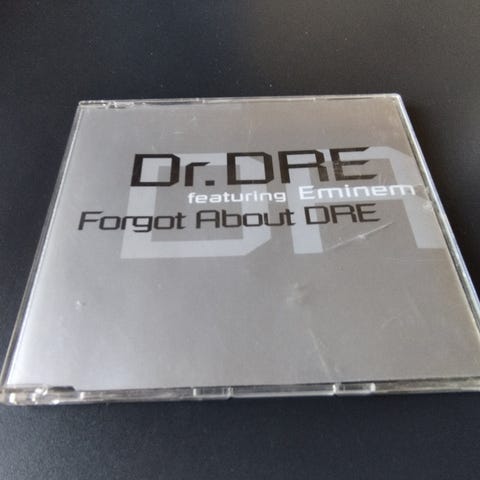 Dr. DRE
featuring Eminem
Forgot About DRE